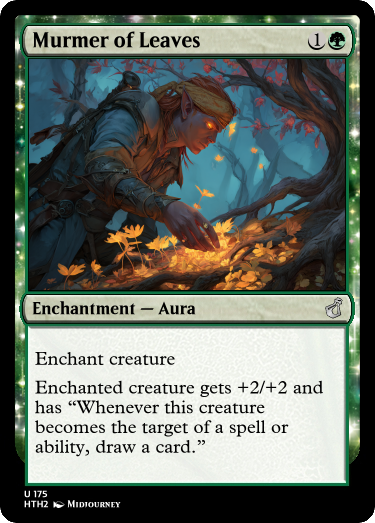 Murmer of Leaves 1
Enchantment — Aura
Enchant creature
Enchanted creature gets +2/+2 and
has “Whenever this creature
becomes the target of a spell or
ability, draw a card.”
U 175
HTH2 Midjourney